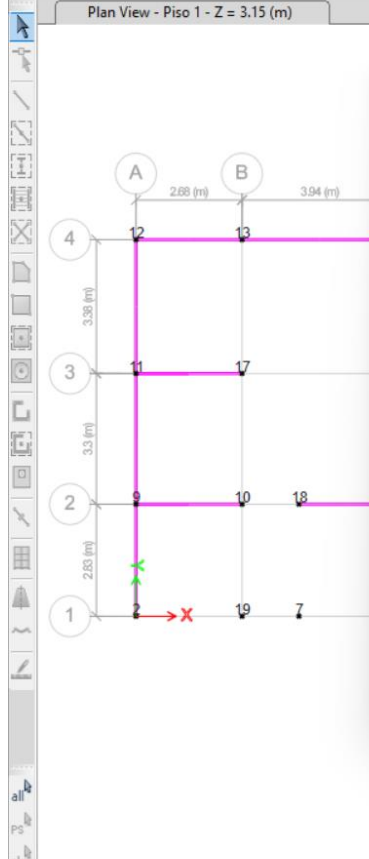 Plan View - Piso 1 - Z = 3.15 (m)
A B
2.68 (m) 3.94 (m)
4 12 13
3.38 (m)
3 11 17
3.3 (m)
2 9 10 18
2.83 (m)
Y
1 2 X 19 7
all
PS